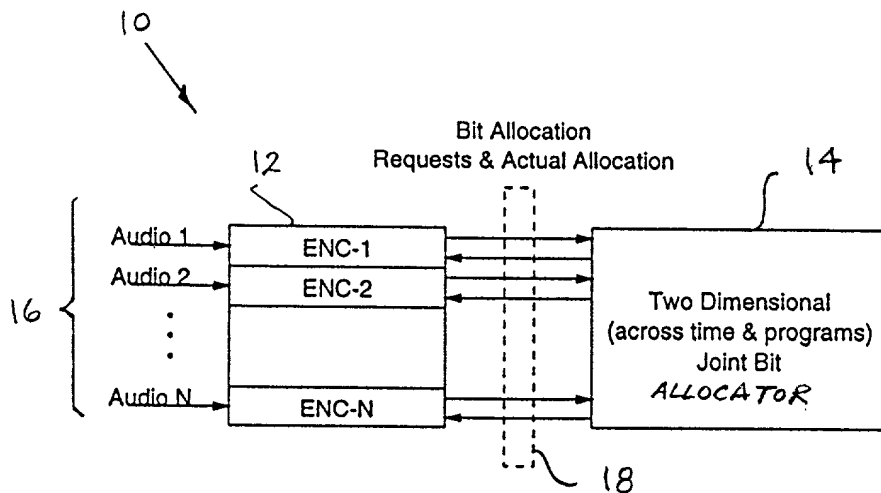 10
Bit Allocation
Requests & Actual Allocation
12
14
16
Audio 1
ENC-1
Audio 2
ENC-2
Two Dimensional
(across time & programs)
Joint Bit
ALLOCATOR
Audio N
ENC-N
18